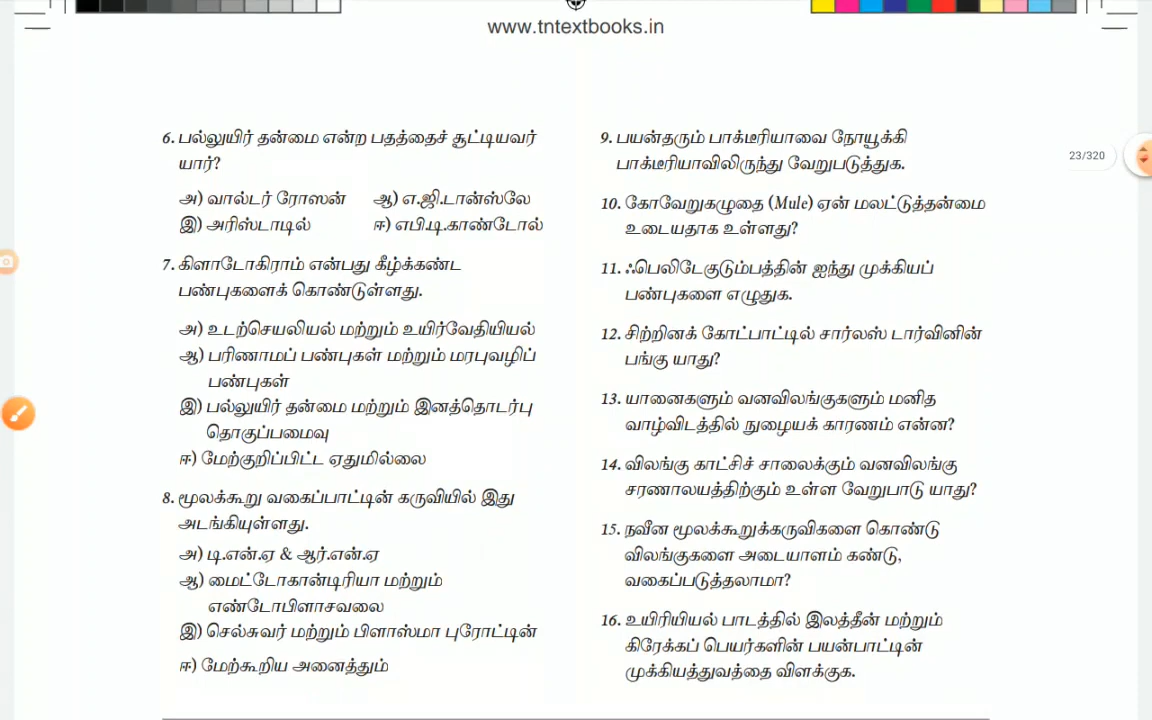 www.tntextbooks.in
23/320
6. பல்லுயிர் தன்மை என்ற பதத்தைச் சூட்டியவர்
யார்?
அ) வால்டர் ரோஸன் ஆ) எ.ஜி.டான்ஸ்லே
இ) அரிஸ்டாடில் ஈ) எபி.டி.காண்டோல்
7. கிளாடோகிராம் என்பது கீழ்க்கண்ட
பண்புகளைக் கொண்டுள்ளது.
அ) உடற்செயலியல் மற்றும் உயிர்வேதியியல்
ஆ) பரிணாமப் பண்புகள் மற்றும் மரபுவழிப்
பண்புகள்
இ) பல்லுயிர் தன்மை மற்றும் இனத்தொடர்பு
தொகுப்பமைவு
ஈ) மேற்குறிப்பிட்ட ஏதுமில்லை
8. மூலக்கூறு வகைப்பாட்டின் கருவியில் இது
அடங்கியுள்ளது.
அ) டி.என்.ஏ & ஆர்.என்.ஏ
ஆ) மைட்டோகான்டிரியா மற்றும்
எண்டோபிளாசவலை
இ) செல்சுவர் மற்றும் பிளாஸ்மா புரோட்டின்
ஈ) மேற்கூறிய அனைத்தும்
9. பயன்தரும் பாக்டீரியாவை நோயூக்கி
பாக்டீரியாவிலிருந்து வேறுபடுத்துக.
10. கோவேறுகழுதை (Mule) ஏன் மலட்டுத்தன்மை
உடையதாக உள்ளது?
11. ஃபெலிடேகுடும்பத்தின் ஐந்து முக்கியப்
பண்புகளை எழுதுக.
12. சிற்றினக் கோட்பாட்டில் சார்லஸ் டார்வினின்
பங்கு யாது?
13. யானைகளும் வனவிலங்குகளும் மனித
வாழ்விடத்தில் நுழையக் காரணம் என்ன?
14. விலங்கு காட்சிச் சாலைக்கும் வனவிலங்கு
சரணாலயத்திற்கும் உள்ள வேறுபாடு யாது?
15. நவீன மூலக்கூறுக்கருவிகளை கொண்டு
விலங்குகளை அடையாளம் கண்டு,
வகைப்படுத்தலாமா?
16. உயிரியியல் பாடத்தில் இலத்தீன் மற்றும்
கிரேக்கப் பெயர்களின் பயன்பாட்டின்
முக்கியத்துவத்தை விளக்குக.